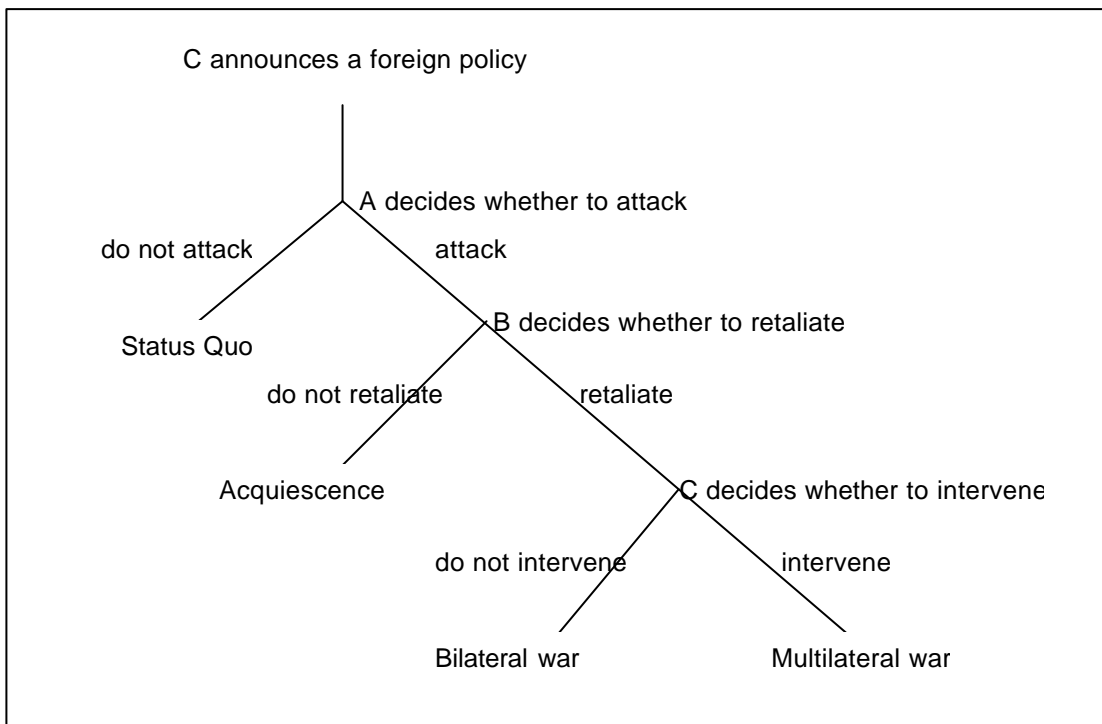 C announces a foreign policy
A decides whether to attack
do not attack
attack
B decides whether to retaliate
Status Quo
do not retaliate
retaliate
Acquiescence
C decides whether to intervene
do not intervene
intervene
Bilateral war
Multilateral war